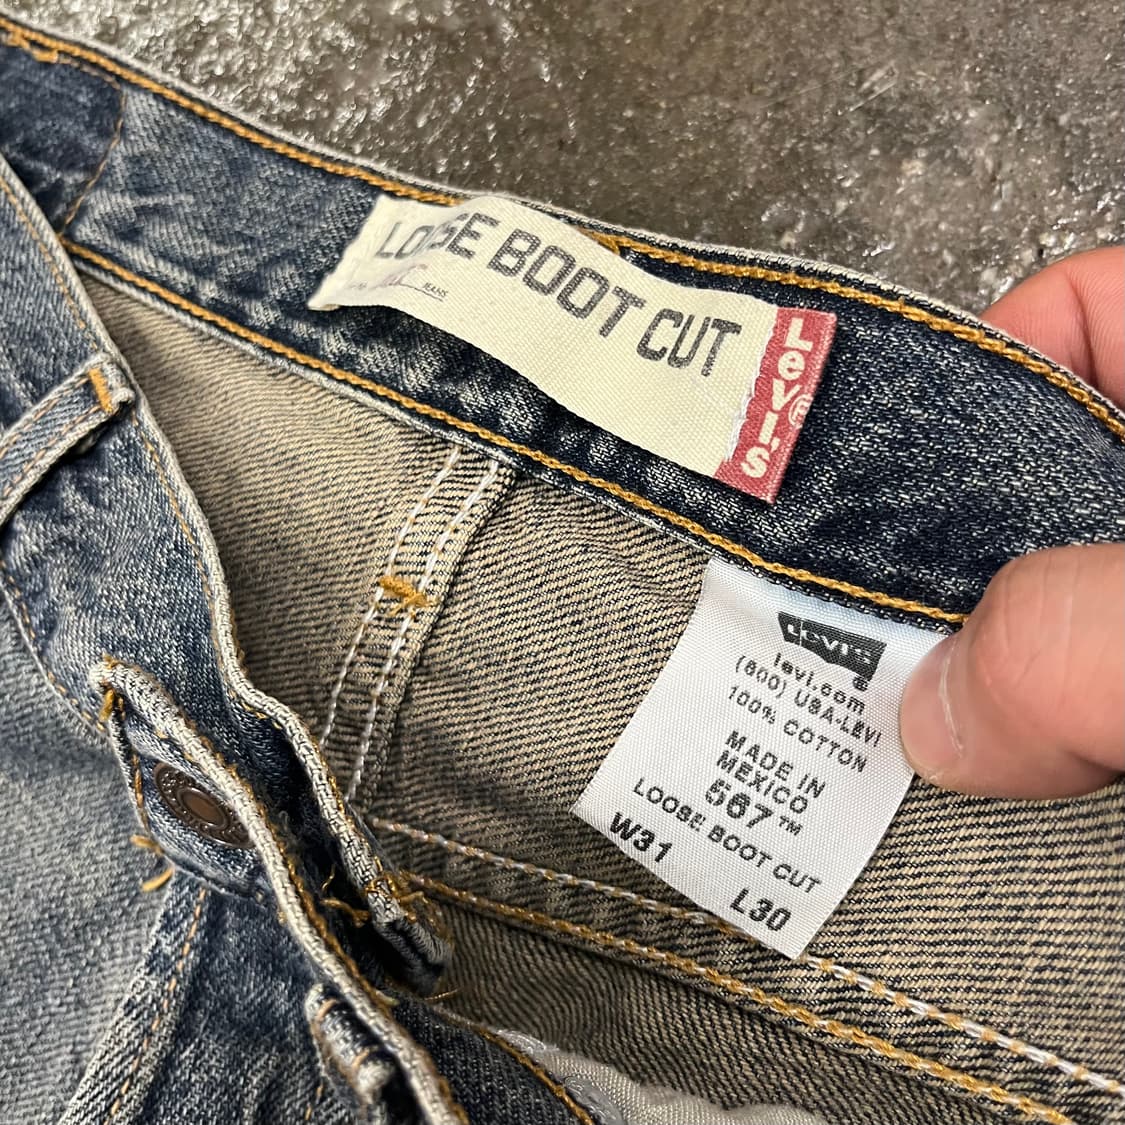 LOOSE BOOT CUT
JEANS
Levi's
LEVI'S
levi.com
(800) USA-LEVI
100% COTTON
MADE IN
MEXICO
567™
LOOSE BOOT CUT
W31
L30